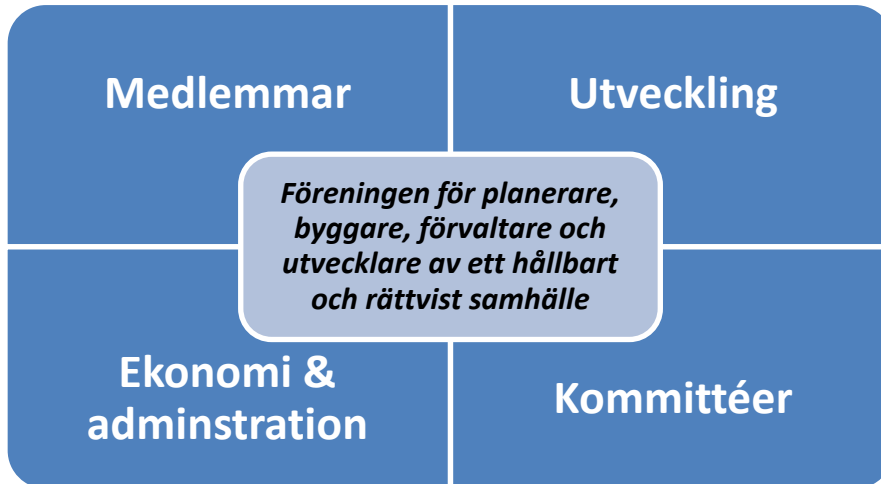 Medlemmar
Utveckling
Föreningen för planerare,
byggare, förvaltare och
utvecklare av ett hållbart
och rättvist samhälle
Ekonomi &
adminstration
Kommittéer